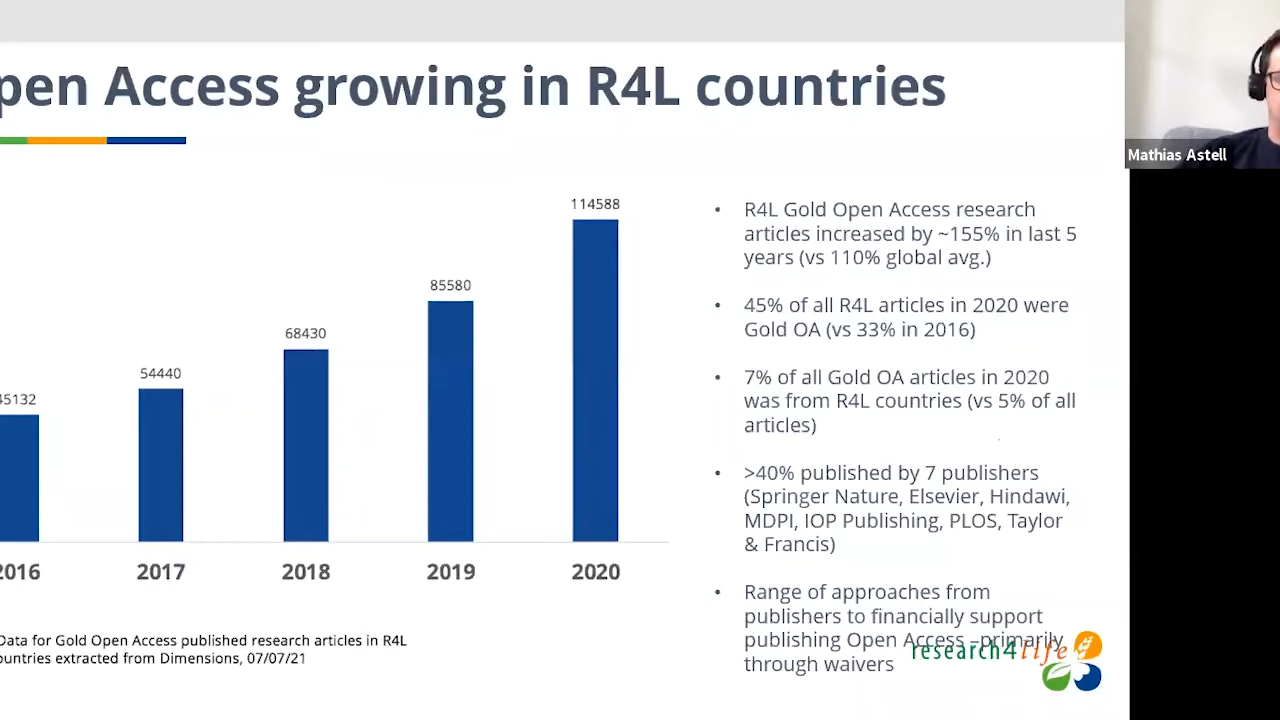 pen Access growing in R4L countries
Mathias Astell
114588
85580
68430
54440
45132
2016 2017 2018 2019 2020
• R4L Gold Open Access research
articles increased by ~155% in last 5
years (vs 110% global avg.)
• 45% of all R4L articles in 2020 were
Gold OA (vs 33% in 2016)
• 7% of all Gold OA articles in 2020
was from R4L countries (vs 5% of all
articles)
• >40% published by 7 publishers
(Springer Nature, Elsevier, Hindawi,
MDPI, IOP Publishing, PLOS, Taylor
& Francis)
• Range of approaches from
publishers to financially support
publishing Open Access –primarily
through waivers
research4life
Data for Gold Open Access published research articles in R4L
ountries extracted from Dimensions, 07/07/21